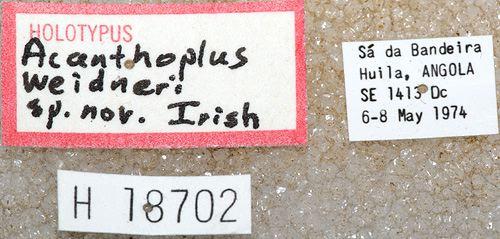 HOLOTYPUS
Acanthoplus
weidneri
sp. nov. Irish
Sá da Bandeira
Huila, ANGOLA
SE 1413 Dc
6-8 May 1974
H 18702